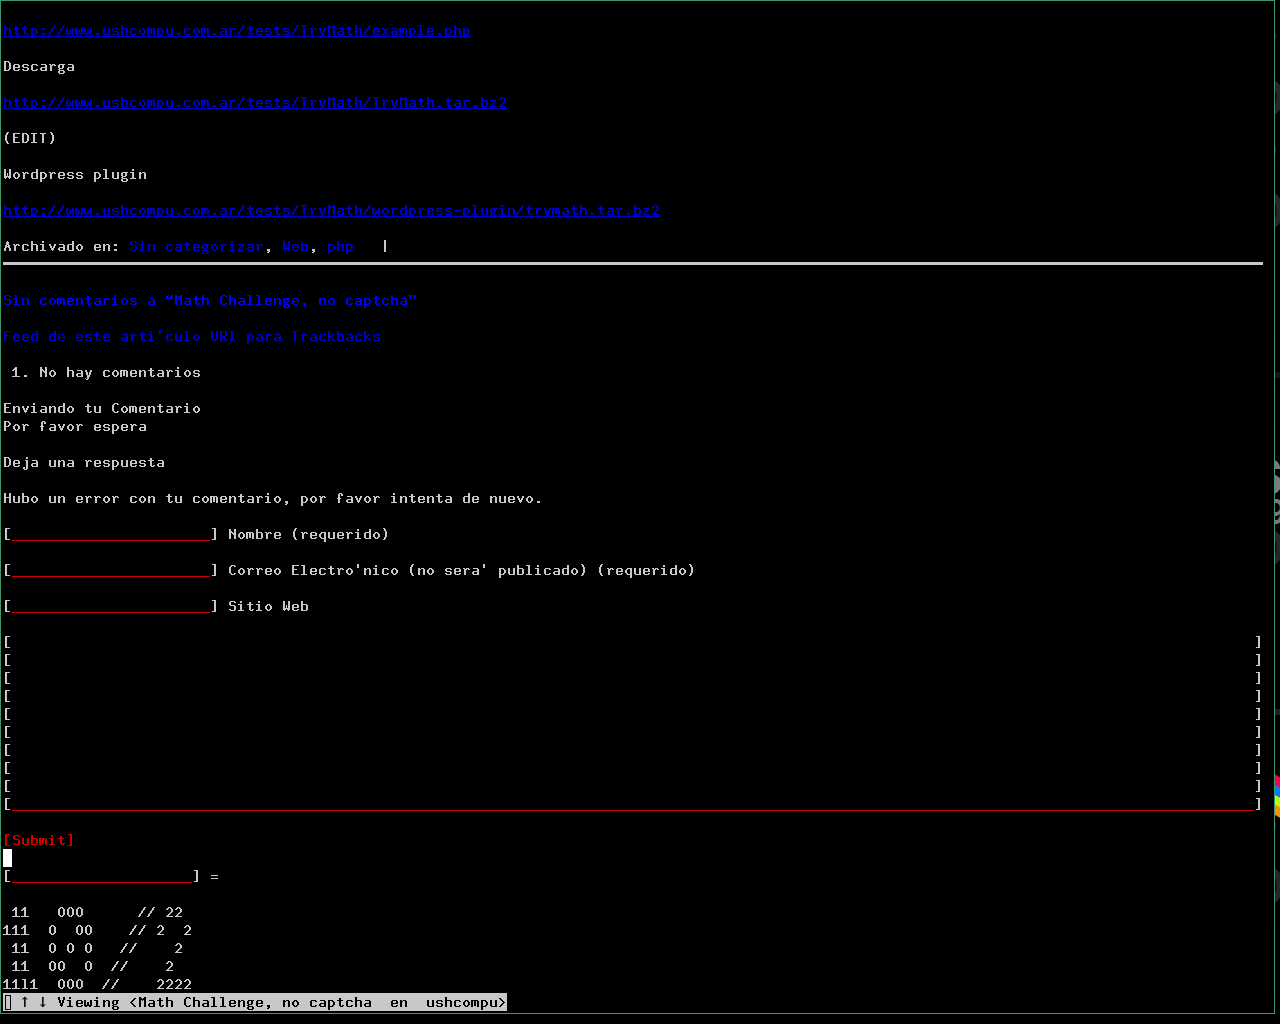 http://www.ushcompu.com.ar/tests/TryMath/example.php
Descarga
http://www.ushcompu.com.ar/tests/TryMath/TryMath.tar.bz2
(EDIT)
Wordpress plugin
http://www.ushcompu.com.ar/tests/TryMath/wordpress-plugin/trymath.tar.bz2
Archivado en: Sin categorizar, Web, php   |
Sin comentarios a “Math Challenge, no captcha”
Feed de este arti'culo URI para Trackbacks
 1. No hay comentarios
Enviando tu Comentario
Por favor espera
Deja una respuesta
Hubo un error con tu comentario, por favor intenta de nuevo.
[______________________] Nombre (requerido)
[______________________] Correo Electro'nico (no sera' publicado) (requerido)
[______________________] Sitio Web
[ ]
[ ]
[ ]
[ ]
[ ]
[ ]
[ ]
[ ]
[ ]
[ ]
[Submit]
[____________________] =
 11   000      // 22
111  0  00    // 2  2
 11  0 0 0   //    2
 11  00  0  //    2
11l1  000  //    2222
↑ ↓ Viewing <Math Challenge, no captcha  en  ushcompu>